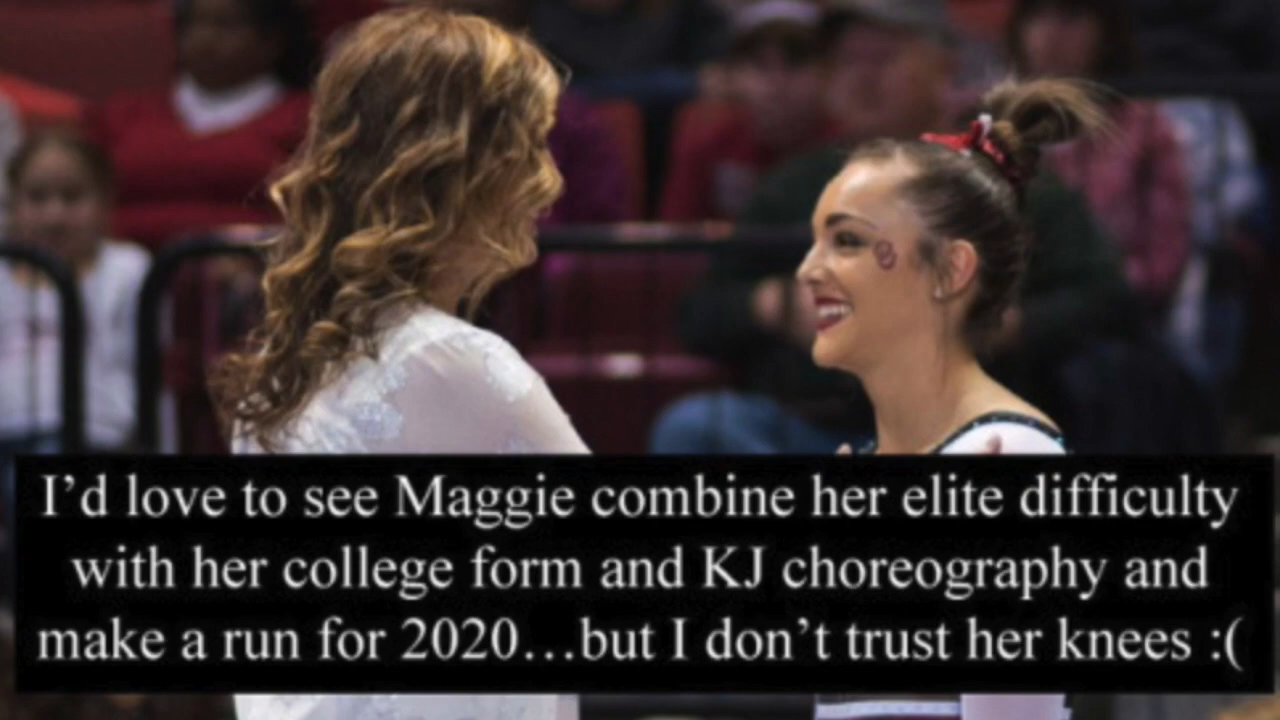 I’d love to see Maggie combine her elite difficulty
with her college form and KJ choreography and
make a run for 2020…but I don’t trust her knees :(